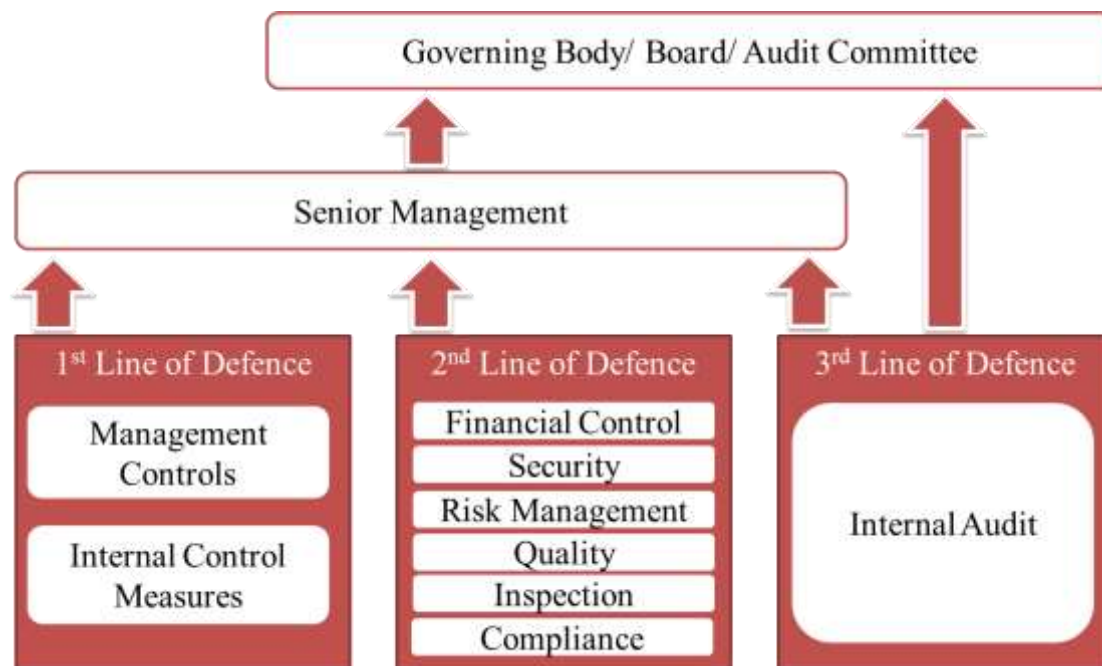 Governing Body/ Board/ Audit Committee
Senior Management
1st Line of Defence
Management
Controls
Internal Control
Measures
2nd Line of Defence
Financial Control
Security
Risk Management
Quality
Inspection
Compliance
3rd Line of Defence
Internal Audit